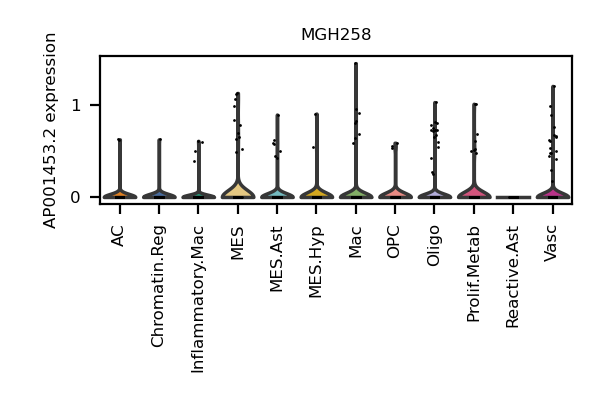 MGH258
AP001453.2 expression
1
0
AC
Chromatin.Reg
Inflammatory.Mac
MES
MES.Ast
MES.Hyp
Mac
OPC
Oligo
Prolif.Metab
Reactive.Ast
Vasc